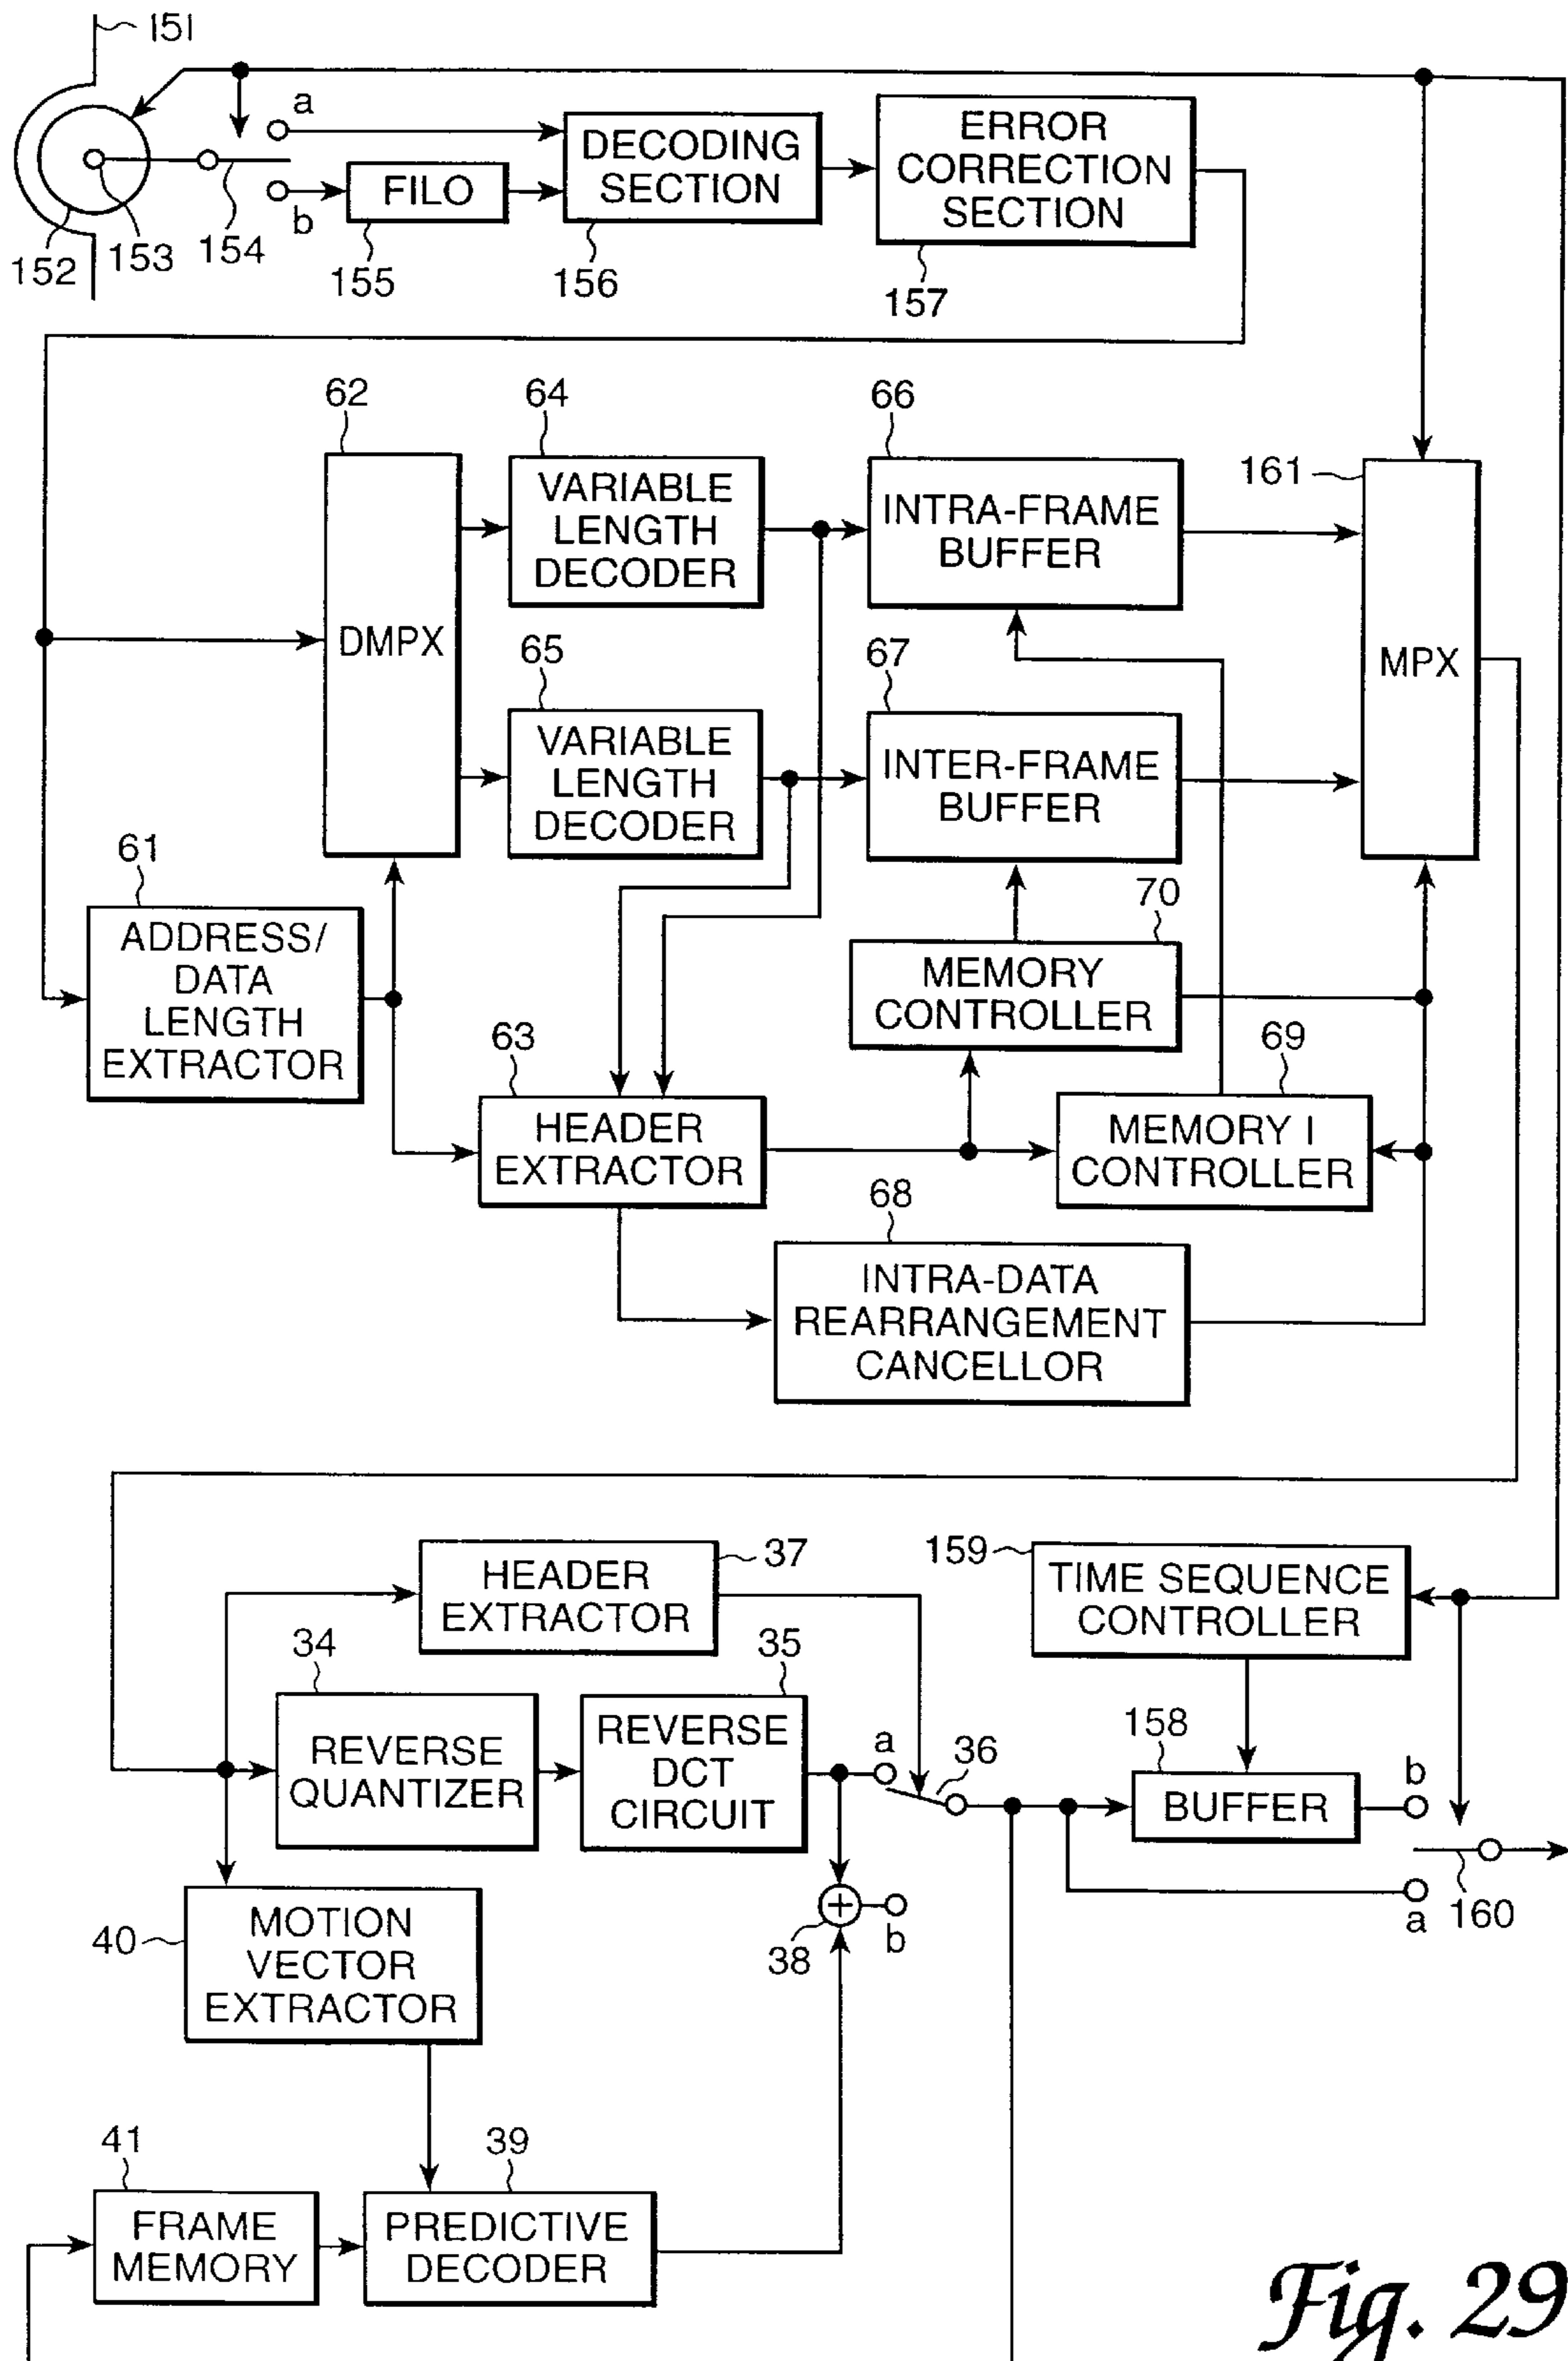 151
a
b
152
153
154
FILO
155
DECODING
SECTION
156
ERROR
CORRECTION
SECTION
157
62
DMPX
64
VARIABLE
LENGTH
DECODER
66
INTRA-FRAME
BUFFER
161
MPX
65
VARIABLE
LENGTH
DECODER
67
INTER-FRAME
BUFFER
61
ADDRESS/
DATA
LENGTH
EXTRACTOR
70
MEMORY
CONTROLLER
63
HEADER
EXTRACTOR
69
MEMORY I
CONTROLLER
68
INTRA-DATA
REARRANGEMENT
CANCELLOR
HEADER
EXTRACTOR
37
159
TIME SEQUENCE
CONTROLLER
34
REVERSE
QUANTIZER
35
REVERSE
DCT
CIRCUIT
a
36
158
BUFFER
b
a
160
38
b
40
MOTION
VECTOR
EXTRACTOR
41
FRAME
MEMORY
39
PREDICTIVE
DECODER
Fig. 29